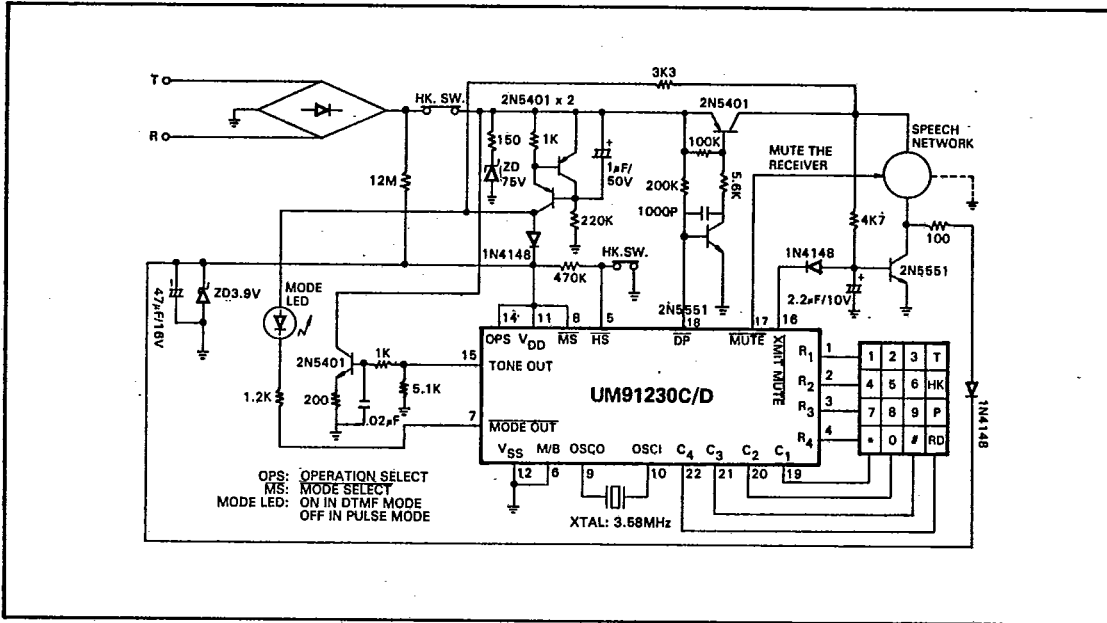 3K3
T
HK. SW.
2N5401 x 2
2N5401
SPEECH
NETWORK
150
1K
100K
MUTE THE
RECEIVER
ZD
75V
1μF/
50V
5.6K
R
12M
200K
220K
1000P
4K7
100
1N4148
HK.SW.
1N4148
2N5551
470K
2.2μF/10V
47μF/16V
ZD3.9V
MODE
LED
2N5551
14 11 8 5 18 17 16
OPS VDD MS HS DP MUTE XMIT MUTE
2N5401
1K
15
TONE OUT
R1 1
1 2 3 T
1.2K
200
5.1K
UM91230C/D
R2 2
4 5 6 HK
.02μF
7
MODE OUT
R3 3
7 8 9 P
1N4148
R4 4
* 0 # RD
VSS M/B OSCO OSCI C4 C3 C2 C1
12 6 9 10 22 21 20 19
OPS: OPERATION SELECT
MS: MODE SELECT
MODE LED: ON IN DTMF MODE
OFF IN PULSE MODE
XTAL: 3.58MHz